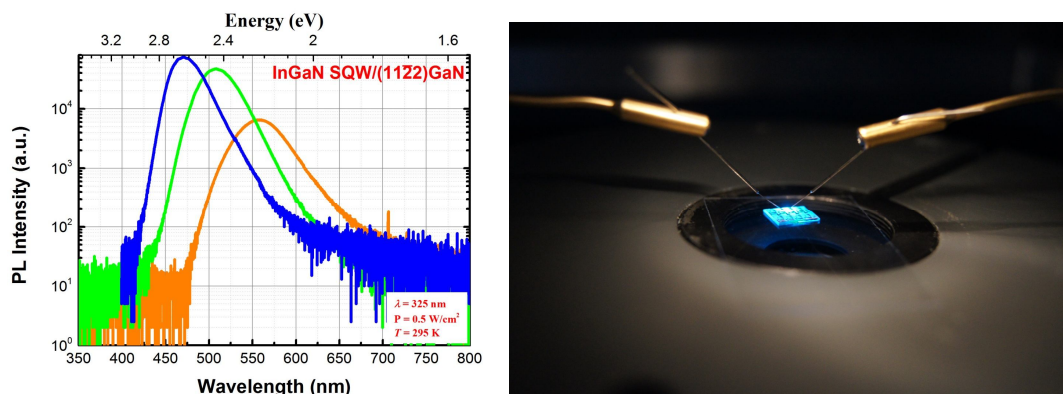 Energy (eV)
3.2 2.8 2.4 2 1.6
InGaN SQW/(112̄2)GaN
10⁴
10³
10²
10¹
10⁰
PL Intensity (a.u.)
λ = 325 nm
P = 0.5 W/cm²
T = 295 K
350 400 450 500 550 600 650 700 750 800
Wavelength (nm)